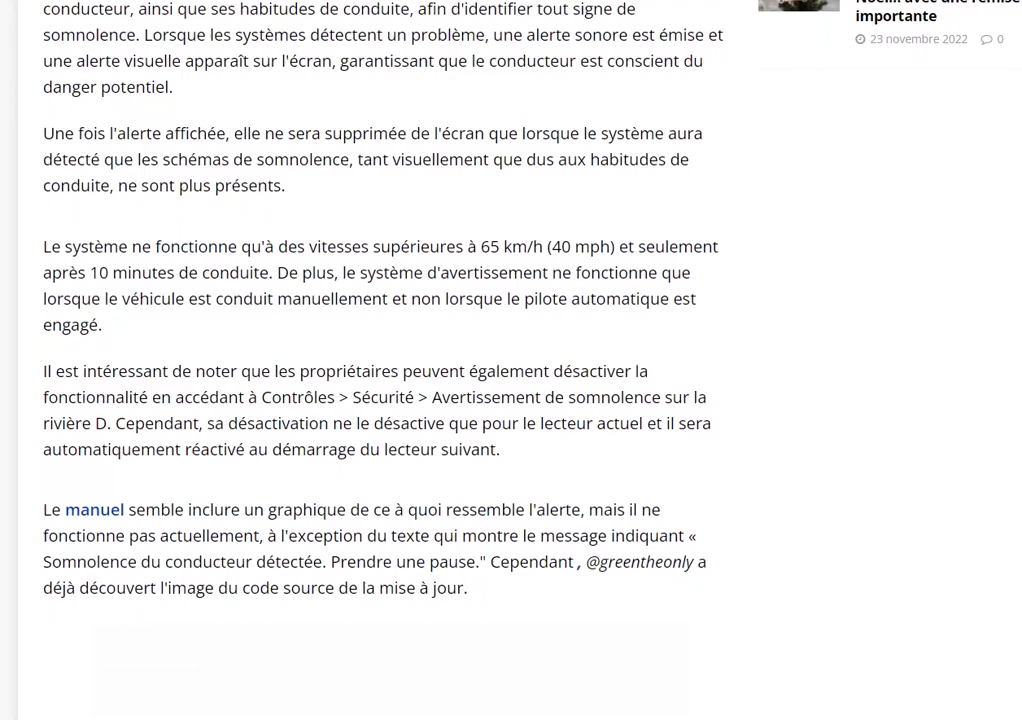 conducteur, ainsi que ses habitudes de conduite, afin d'identifier tout signe de
somnolence. Lorsque les systèmes détectent un problème, une alerte sonore est émise et
une alerte visuelle apparaît sur l'écran, garantissant que le conducteur est conscient du
danger potentiel.
Une fois l'alerte affichée, elle ne sera supprimée de l'écran que lorsque le système aura
détecté que les schémas de somnolence, tant visuellement que dus aux habitudes de
conduite, ne sont plus présents.
Le système ne fonctionne qu'à des vitesses supérieures à 65 km/h (40 mph) et seulement
après 10 minutes de conduite. De plus, le système d'avertissement ne fonctionne que
lorsque le véhicule est conduit manuellement et non lorsque le pilote automatique est
engagé.
Il est intéressant de noter que les propriétaires peuvent également désactiver la
fonctionnalité en accédant à Contrôles > Sécurité > Avertissement de somnolence sur la
rivière D. Cependant, sa désactivation ne le désactive que pour le lecteur actuel et il sera
automatiquement réactivé au démarrage du lecteur suivant.
Le manuel semble inclure un graphique de ce à quoi ressemble l'alerte, mais il ne
fonctionne pas actuellement, à l'exception du texte qui montre le message indiquant «
Somnolence du conducteur détectée. Prendre une pause." Cependant , @greentheonly a
déjà découvert l'image du code source de la mise à jour.
Noël... avec une remise
importante
23 novembre 2022 0